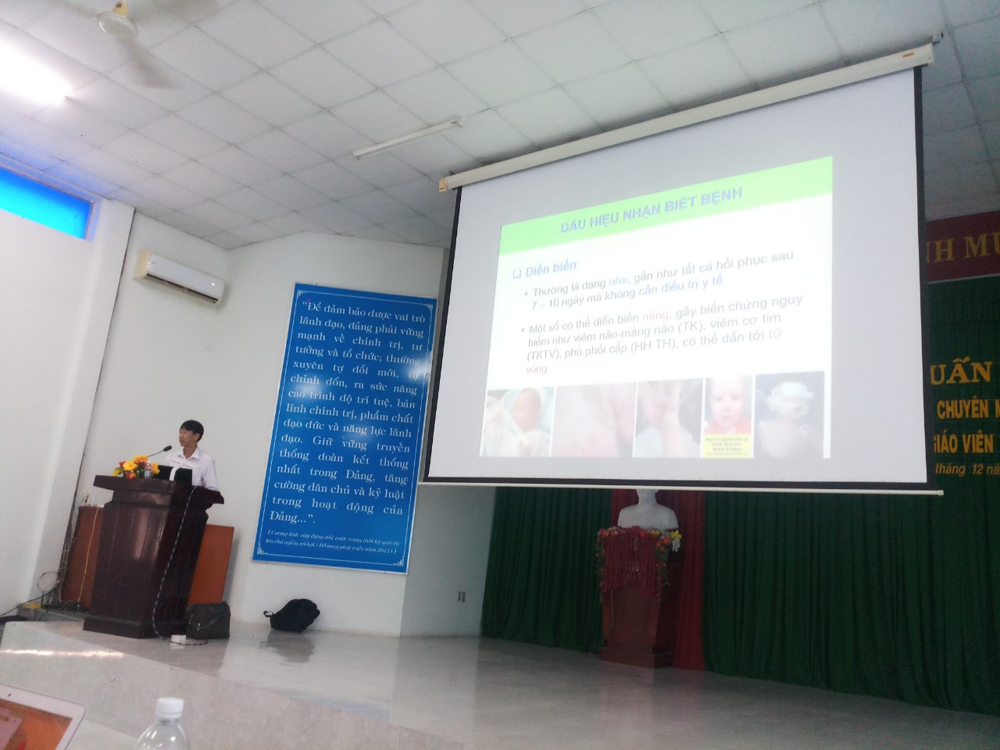 DẤU HIỆU NHẬN BIẾT BỆNH
❑ Diễn biến:
• Thường là dạng nhẹ, gần như tất cả hồi phục sau
7 – 10 ngày mà không cần điều trị y tế
• Một số có thể diễn biến nặng, gây biến chứng nguy
hiểm như viêm não-màng não (TK), viêm cơ tim
(TKTV), phù phổi cấp (HH TH), có thể dẫn tới tử
vong
"Để đảm bảo được vai trò
lãnh đạo, đảng phải vững
mạnh về chính trị, tư
tưởng và tổ chức; thường
xuyên tự đổi mới, tự
chỉnh đốn, ra sức nâng
cao trình độ trí tuệ, bản
lĩnh chính trị, phẩm chất
đạo đức và năng lực lãnh
đạo. Giữ vững truyền
thống đoàn kết thống
nhất trong Đảng, tăng
cường dân chủ và kỷ luật
trong hoạt động của
Đảng...".
(Cương lĩnh xây dựng đất nước trong thời kỳ quá độ
lên chủ nghĩa xã hội (Bổ sung phát triển năm 2011))
NH MÚ
UẤN
CHUYÊN
GIÁO VIÊN
tháng 12 nă